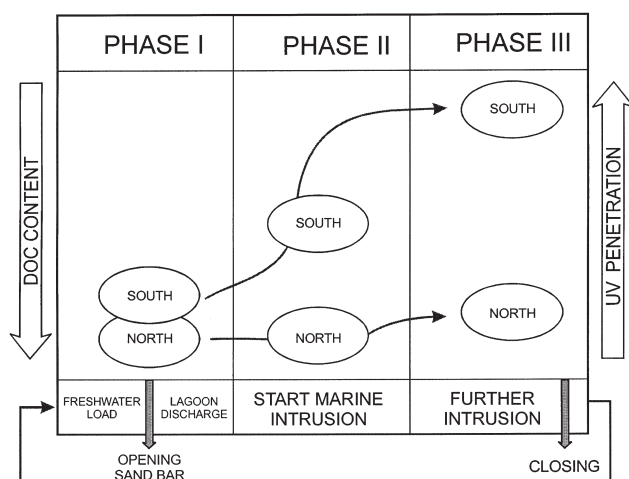 PHASE I
PHASE II
PHASE III
DOC CONTENT
UV PENETRATION
SOUTH
SOUTH
SOUTH
NORTH
NORTH
NORTH
FRESHWATER
LOAD
LAGOON
DISCHARGE
START MARINE
INTRUSION
FURTHER
INTRUSION
OPENING
SAND BAR
CLOSING